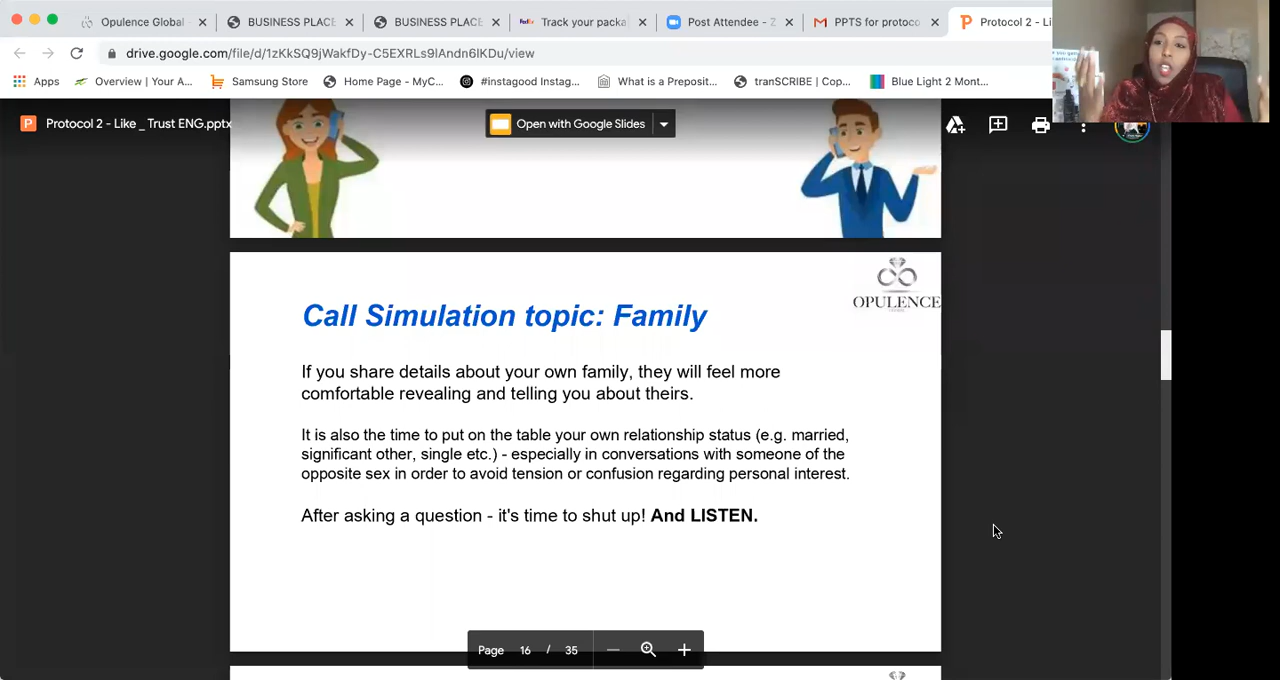 Opulence Global
BUSINESS PLACE
BUSINESS PLACE
FedEx
Track your packa
Post Attendee - Z
PPTS for protoco
Protocol 2 - Li
drive.google.com/file/d/1zKkSQ9jWakfDy-C5EXRLs9lAndn6lKDu/view
Apps
Overview | Your A...
Samsung Store
Home Page - MyC...
#instagood Instag...
What is a Preposit...
tranSCRIBE | Cop...
Blue Light 2 Mont...
P
Protocol 2 - Like _ Trust ENG.pptx
Open with Google Slides
OPULENCE
Call Simulation topic: Family
If you share details about your own family, they will feel more
comfortable revealing and telling you about theirs.
It is also the time to put on the table your own relationship status (e.g. married,
significant other, single etc.) - especially in conversations with someone of the
opposite sex in order to avoid tension or confusion regarding personal interest.
After asking a question - it's time to shut up! And LISTEN.
Page 16 / 35